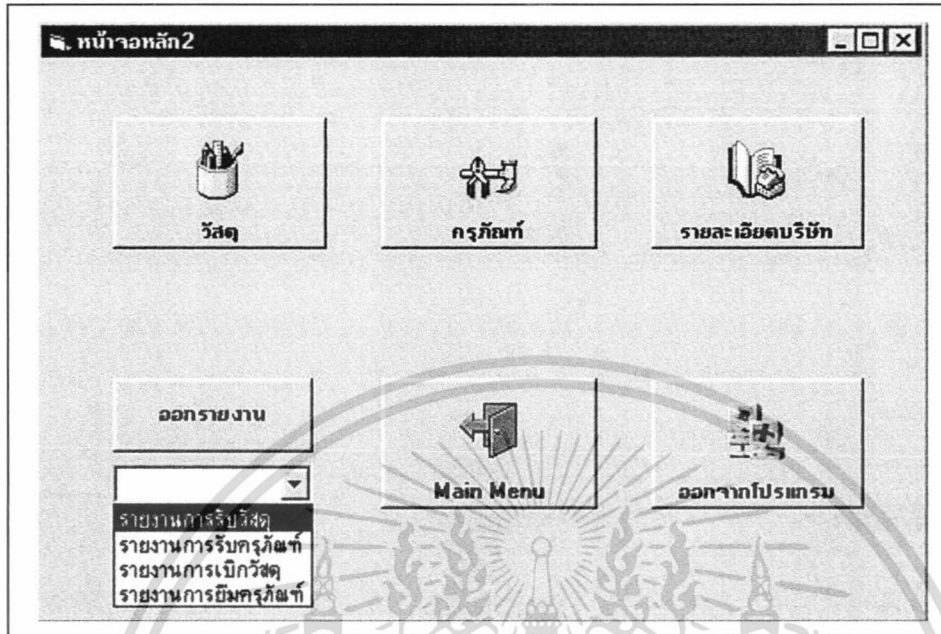 หน้าจอหลัก2
วัสดุ
ครุภัณฑ์
รายละเอียดบริษัท
ออกรายงาน
Main Menu
ออกจากโปรแกรม
รายงานการรับวัสดุ
รายงานการรับครุภัณฑ์
รายงานการเบิกวัสดุ
รายงานการยืมครุภัณฑ์